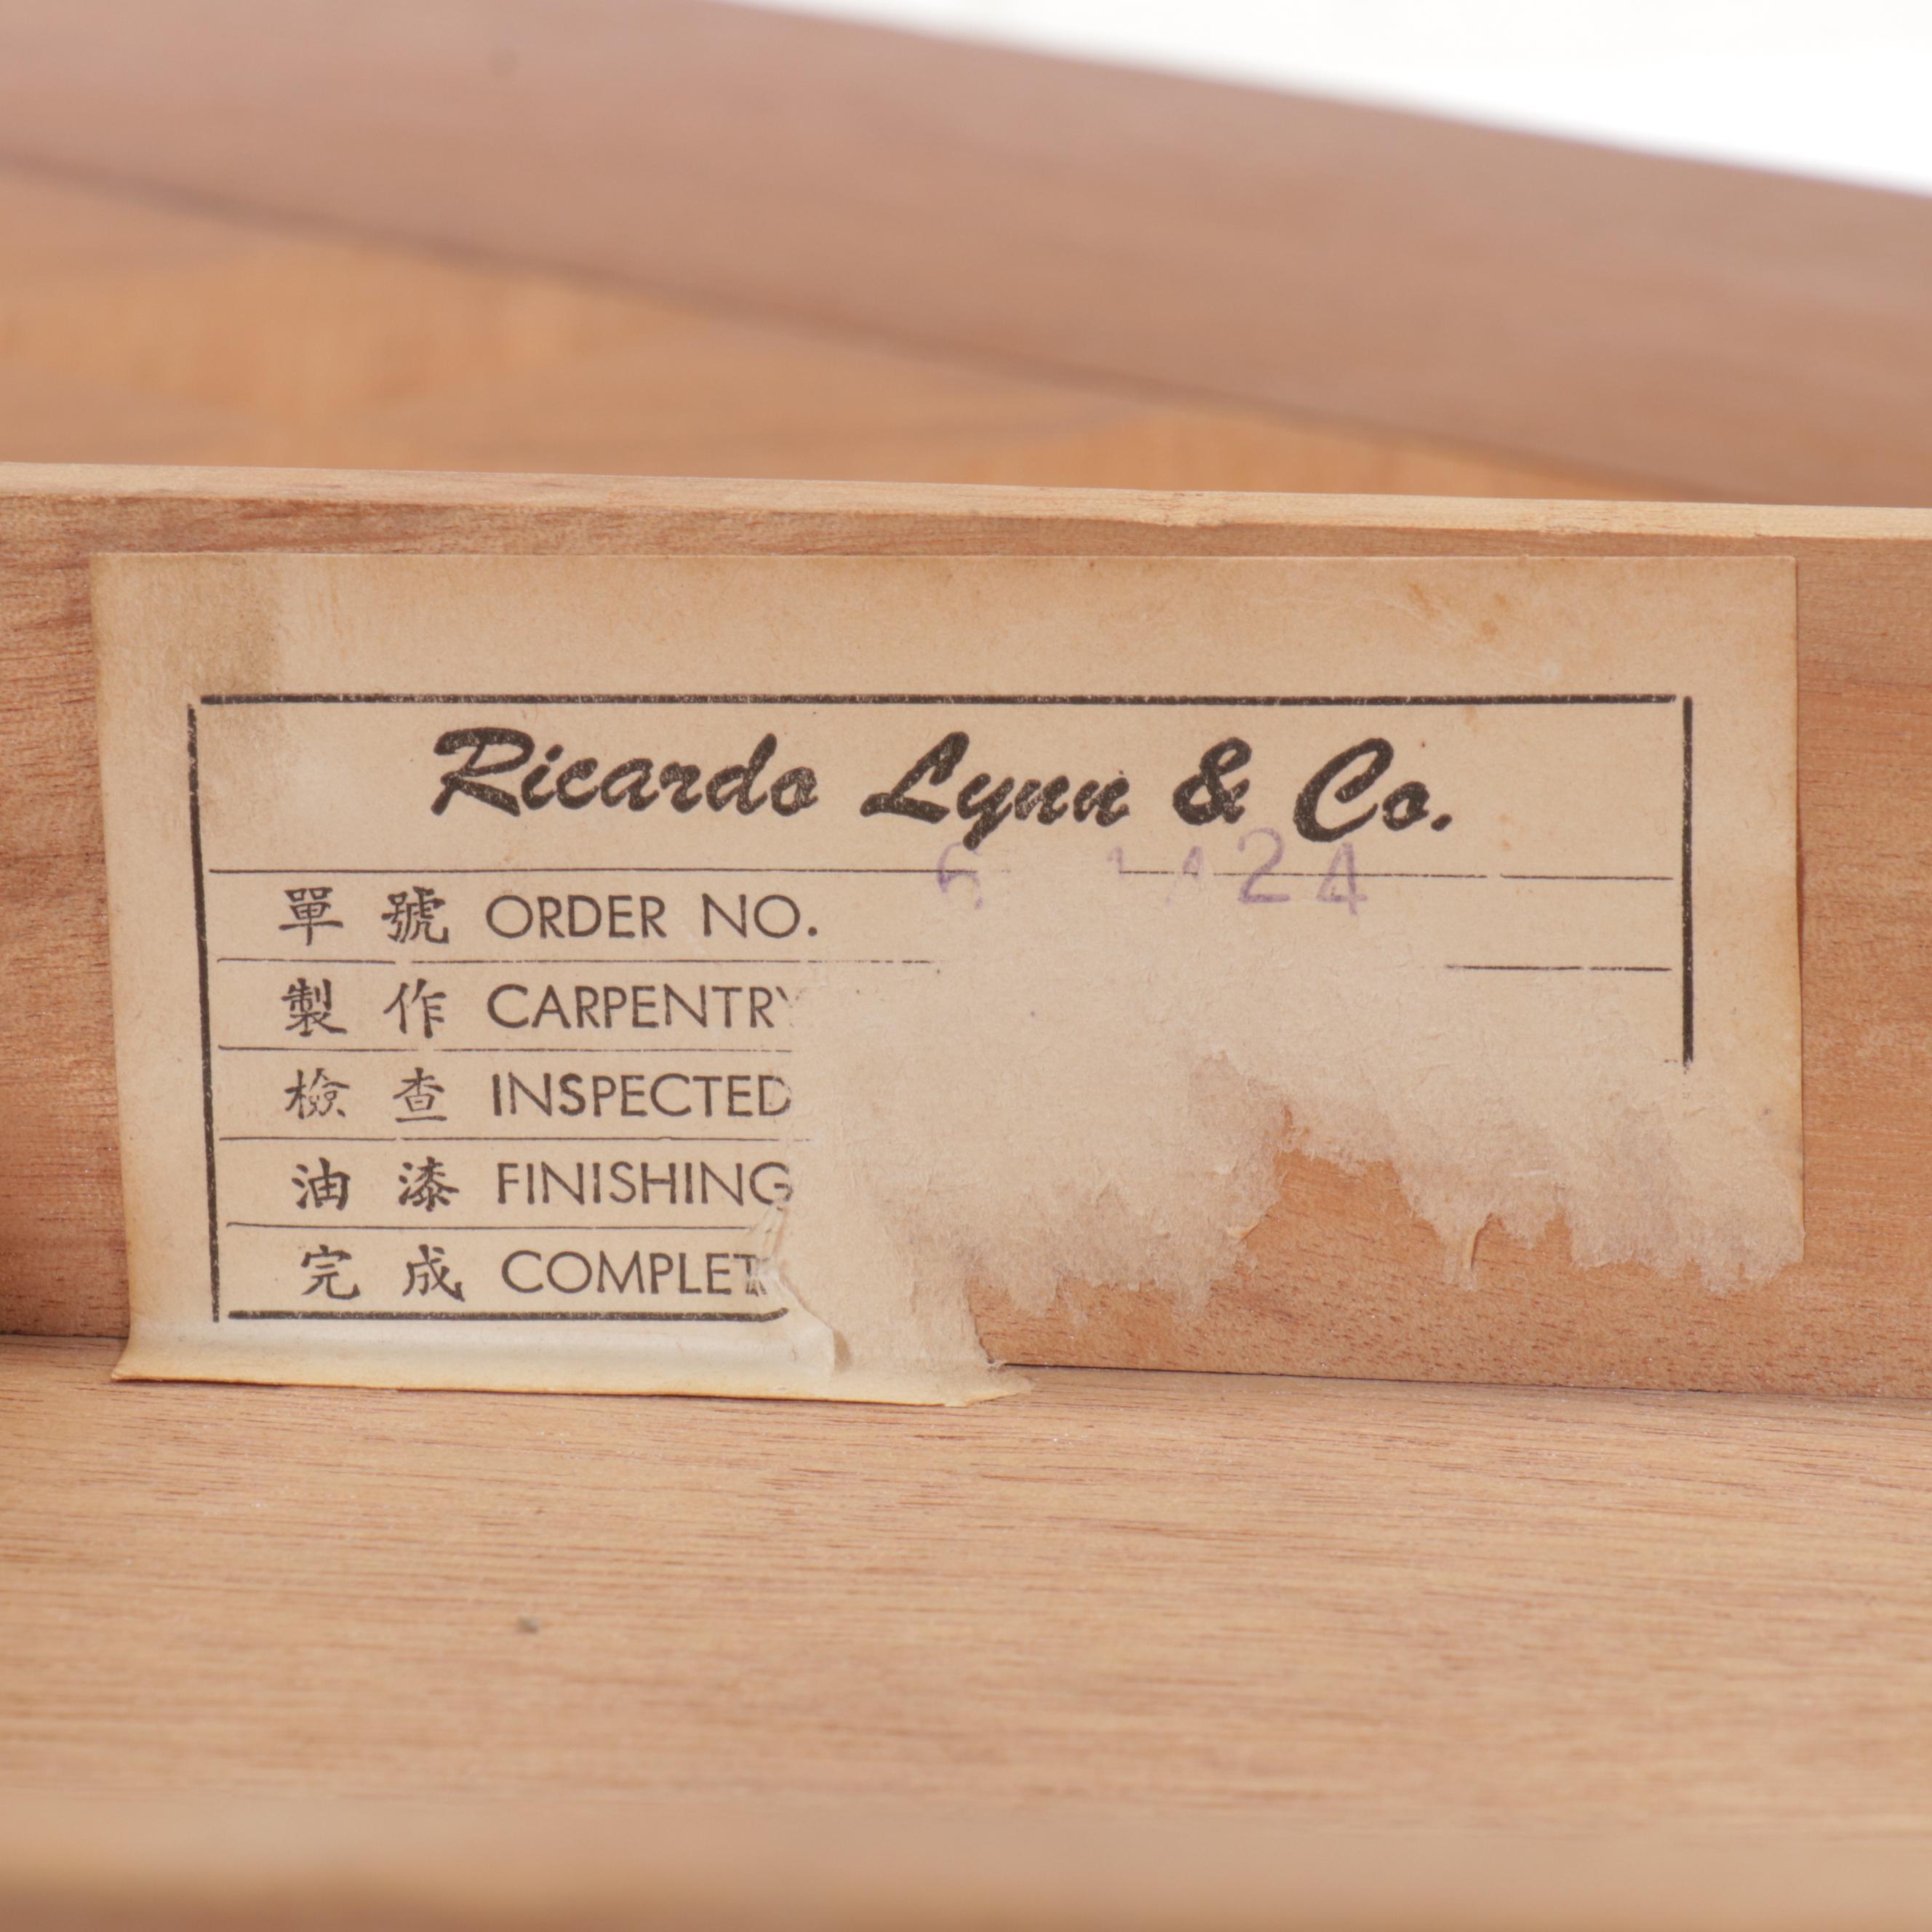 Ricardo Lynn & Co.
單號 ORDER NO.
製作 CARPENTRY
檢查 INSPECTED
油漆 FINISHING
完成 COMPLET